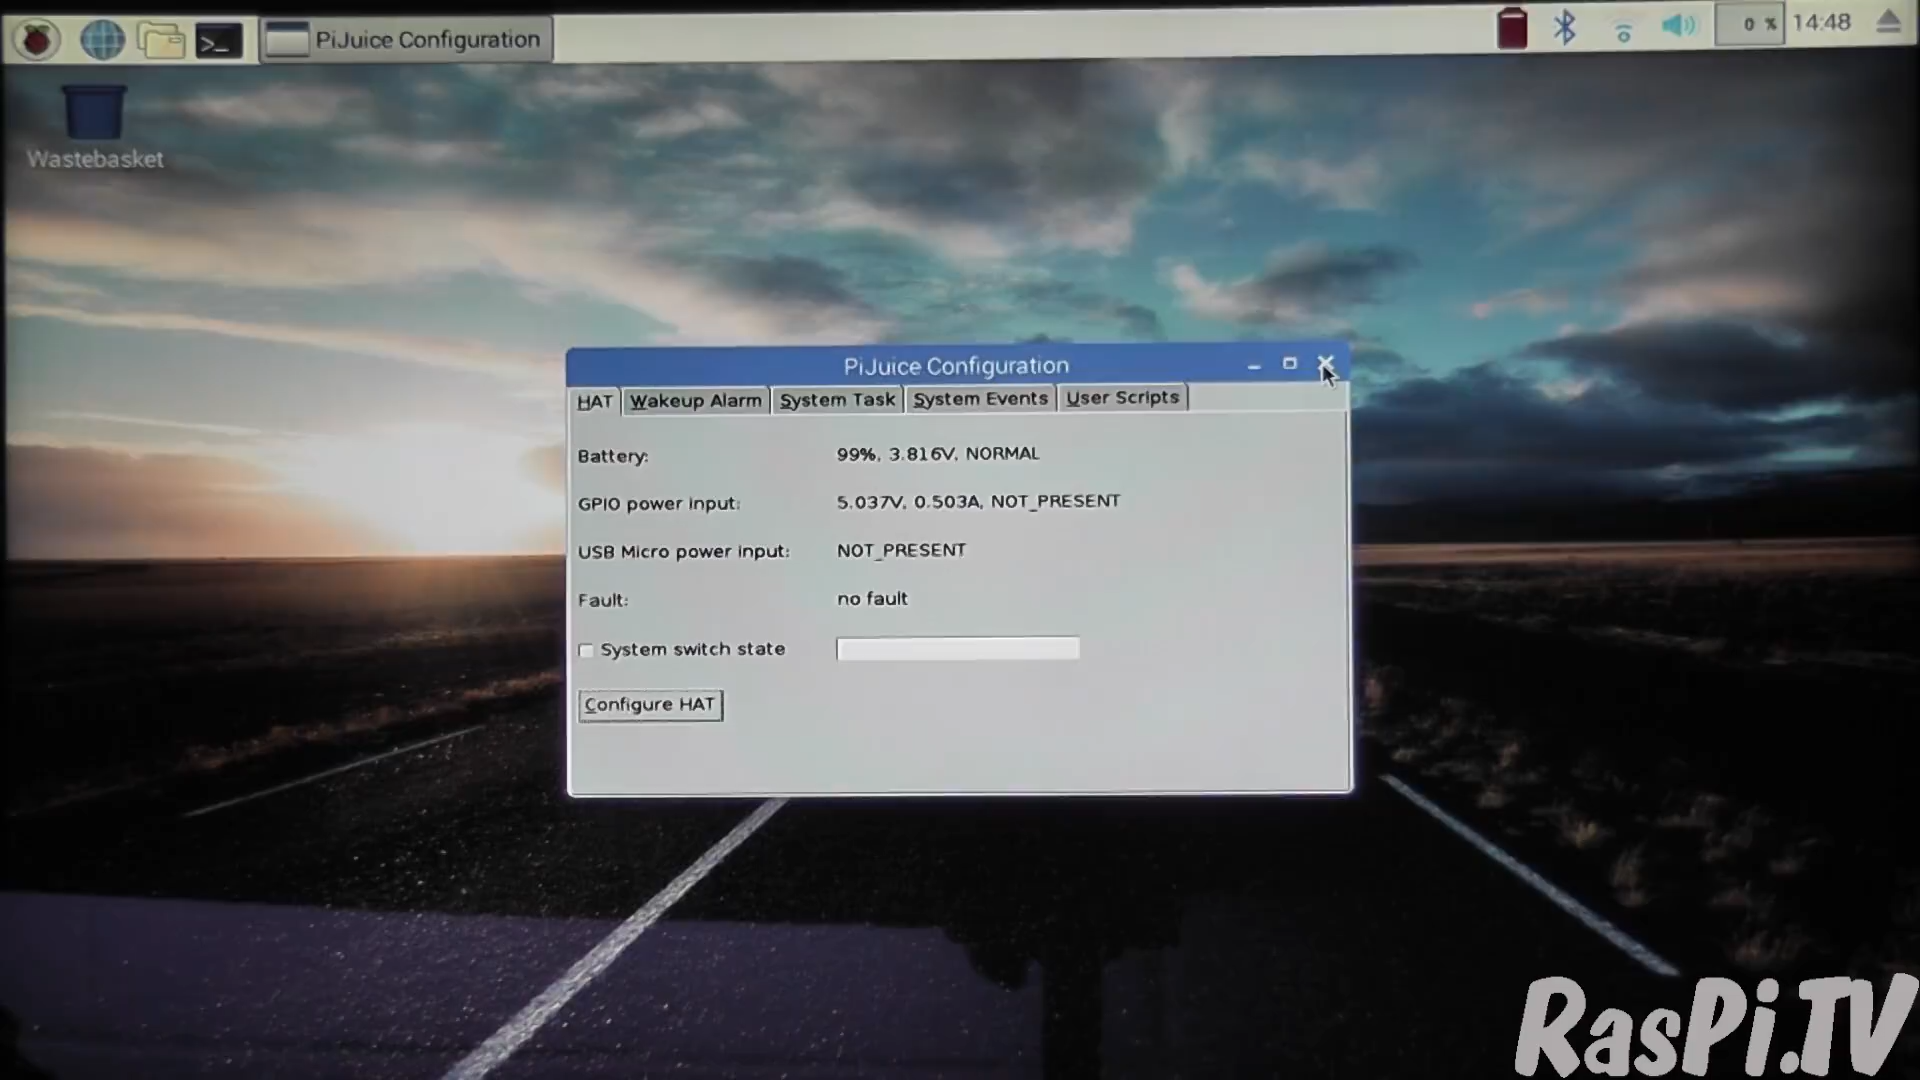 PiJuice Configuration
0 %
14:48
Wastebasket
PiJuice Configuration
HAT
Wakeup Alarm
System Task
System Events
User Scripts
Battery:
99%, 3.816V, NORMAL
GPIO power input:
5.037V, 0.503A, NOT_PRESENT
USB Micro power input:
NOT_PRESENT
Fault:
no fault
System switch state
Configure HAT
RasPi.TV